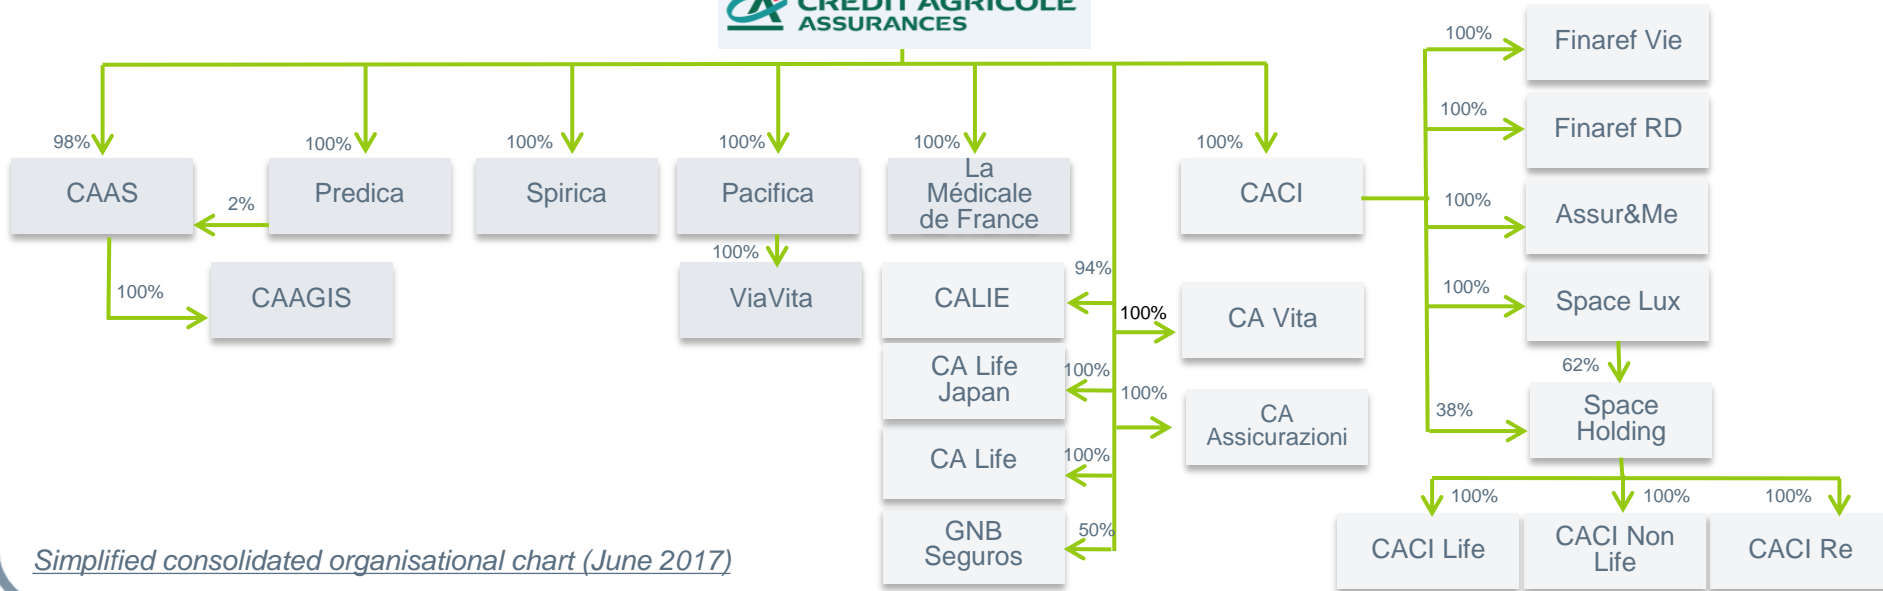 CRÉDIT AGRICOLE
ASSURANCES
98%
100%
100%
100%
100%
100%
CAAS
Predica
Spirica
Pacifica
La
Médicale
de France
CACI
2%
100%
CAAGIS
100%
ViaVita
94%
CALIE
100%
CA Vita
100%
CA Life
Japan
100%
CA
Assicurazioni
100%
CA Life
50%
GNB
Seguros
100%
Finaref Vie
100%
Finaref RD
100%
Assur&Me
100%
Space Lux
62%
38%
Space
Holding
100%
100%
100%
CACI Life
CACI Non
Life
CACI Re
Simplified consolidated organisational chart (June 2017)